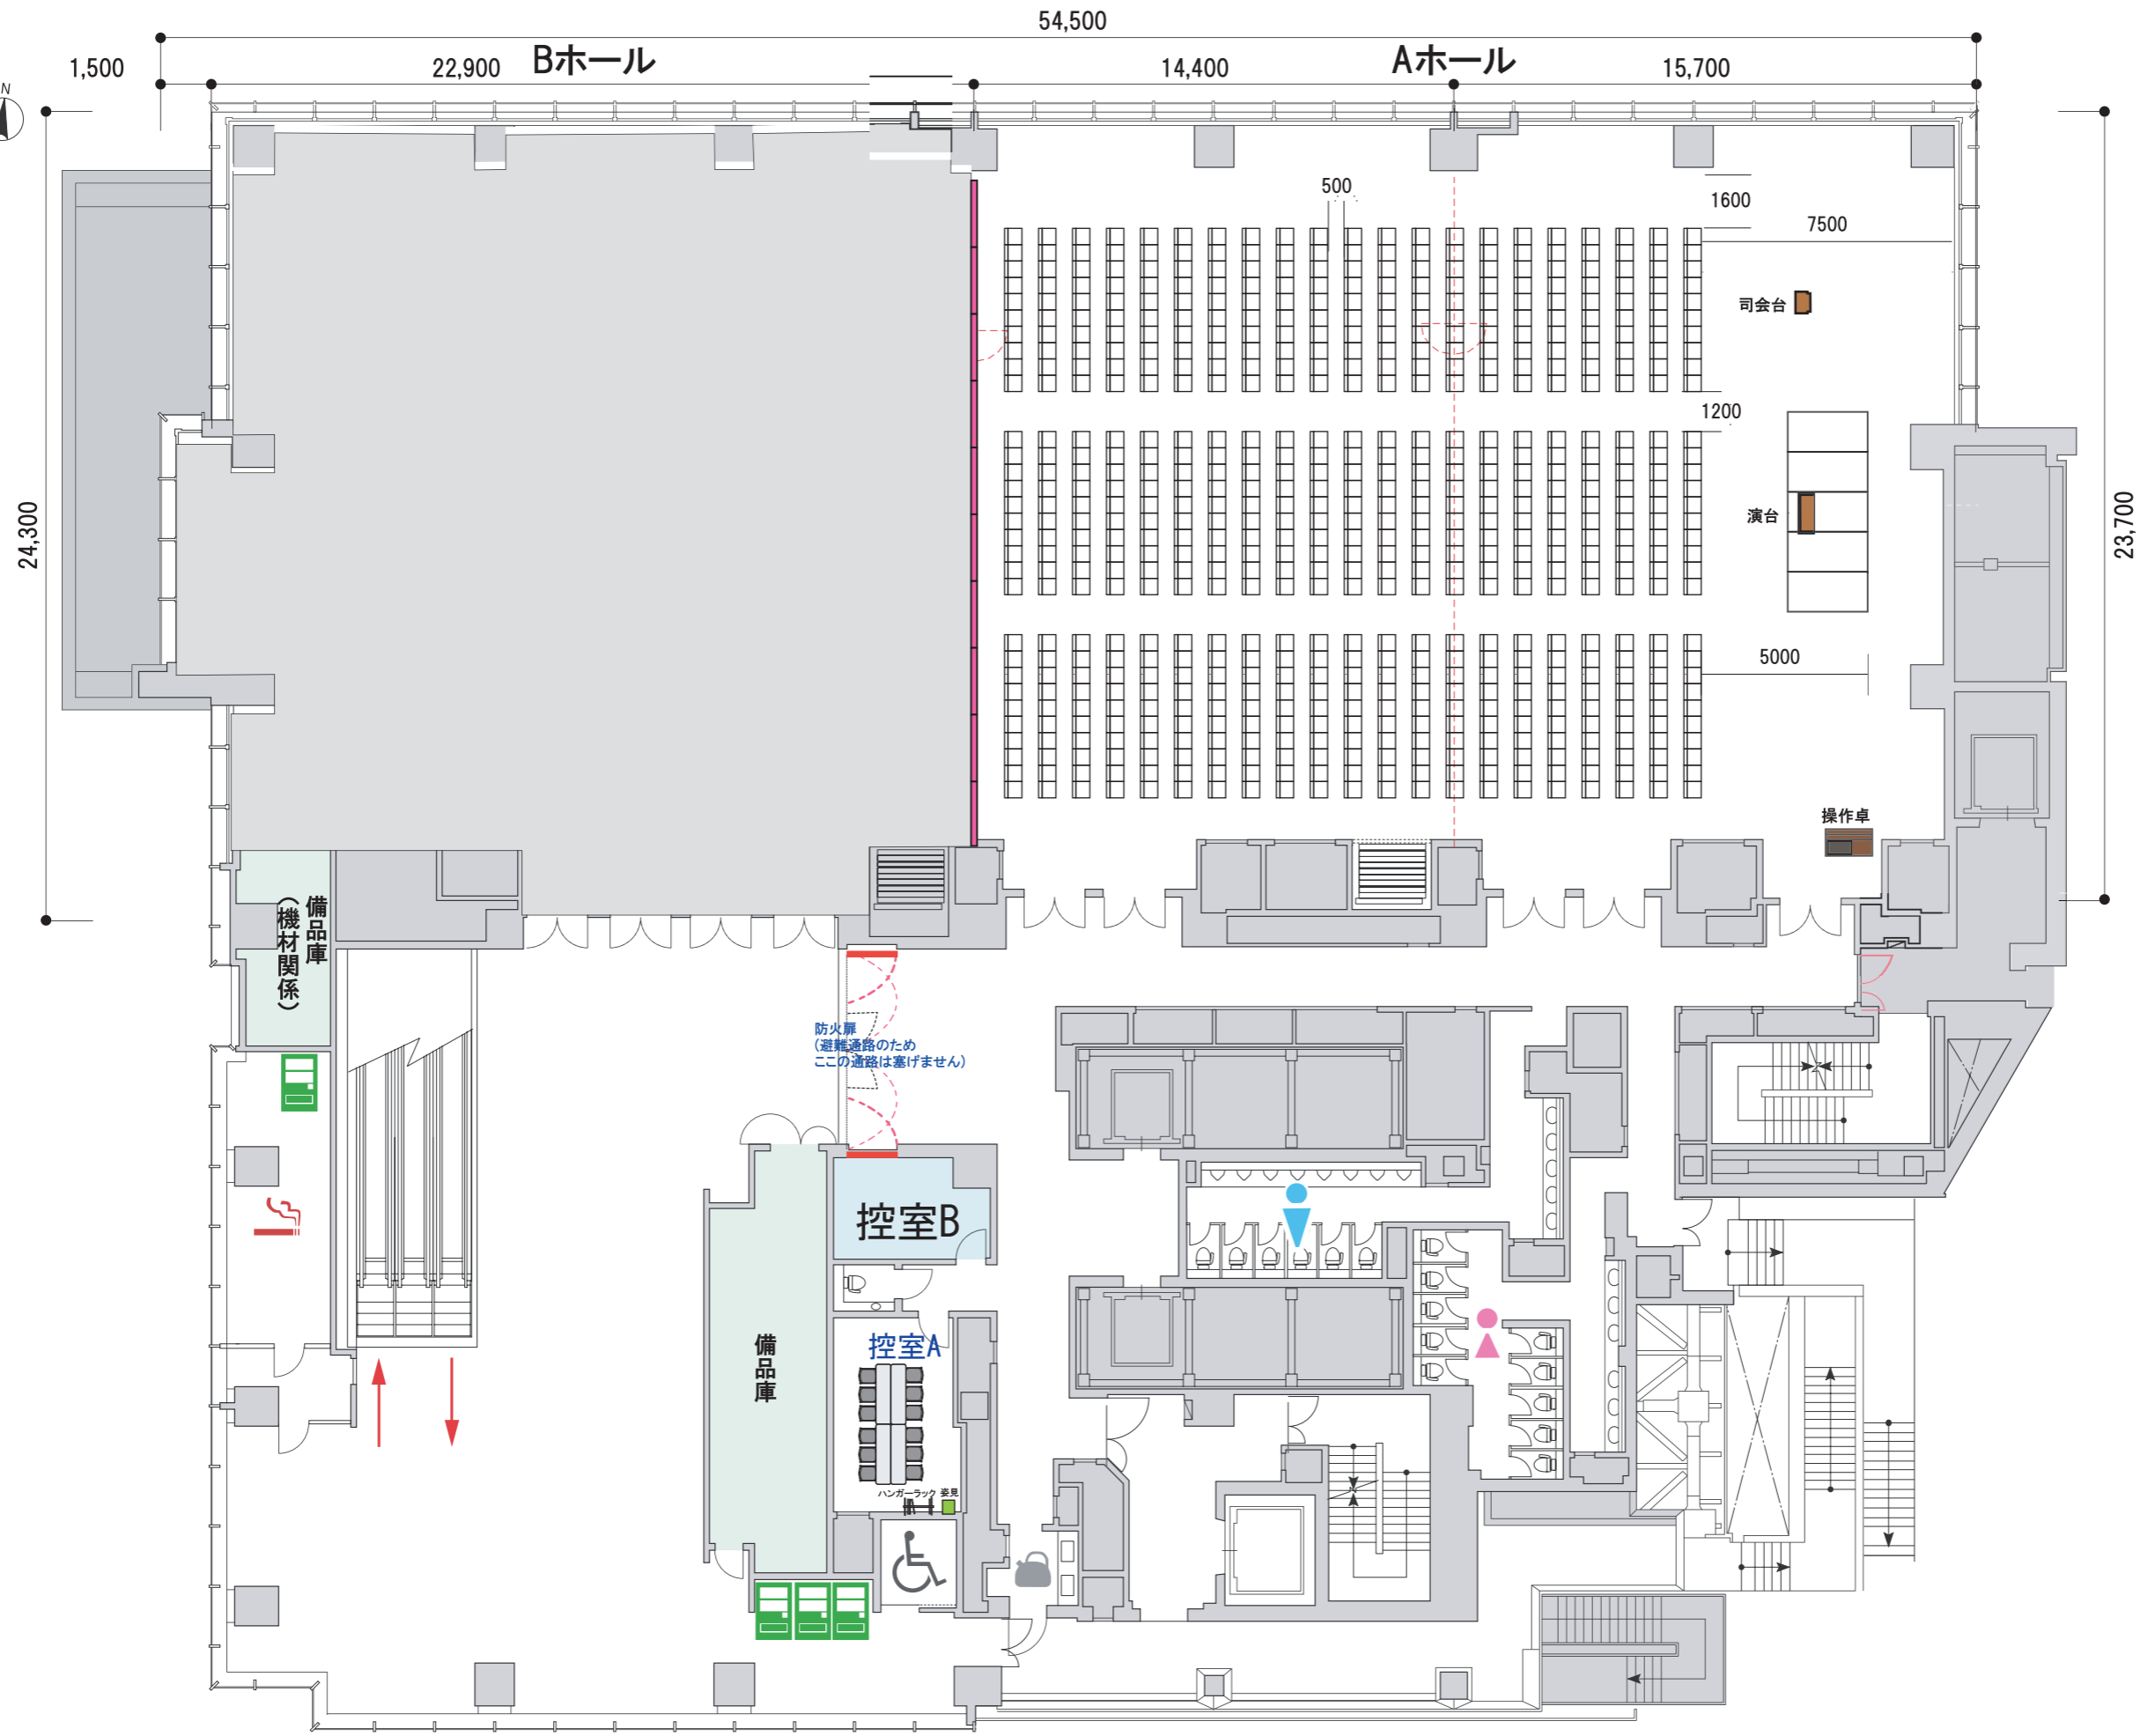 54,500
1,500
22,900
Bホール
14,400
Aホール
15,700
N
500
1600
7500
司会台
1200
24,300
演台
23,700
5000
操作卓
備品庫
(機材関係)
防火扉
(避難通路のため
ここの通路は塞げません)
控室B
備品庫
控室A
ハンガーラック 姿見